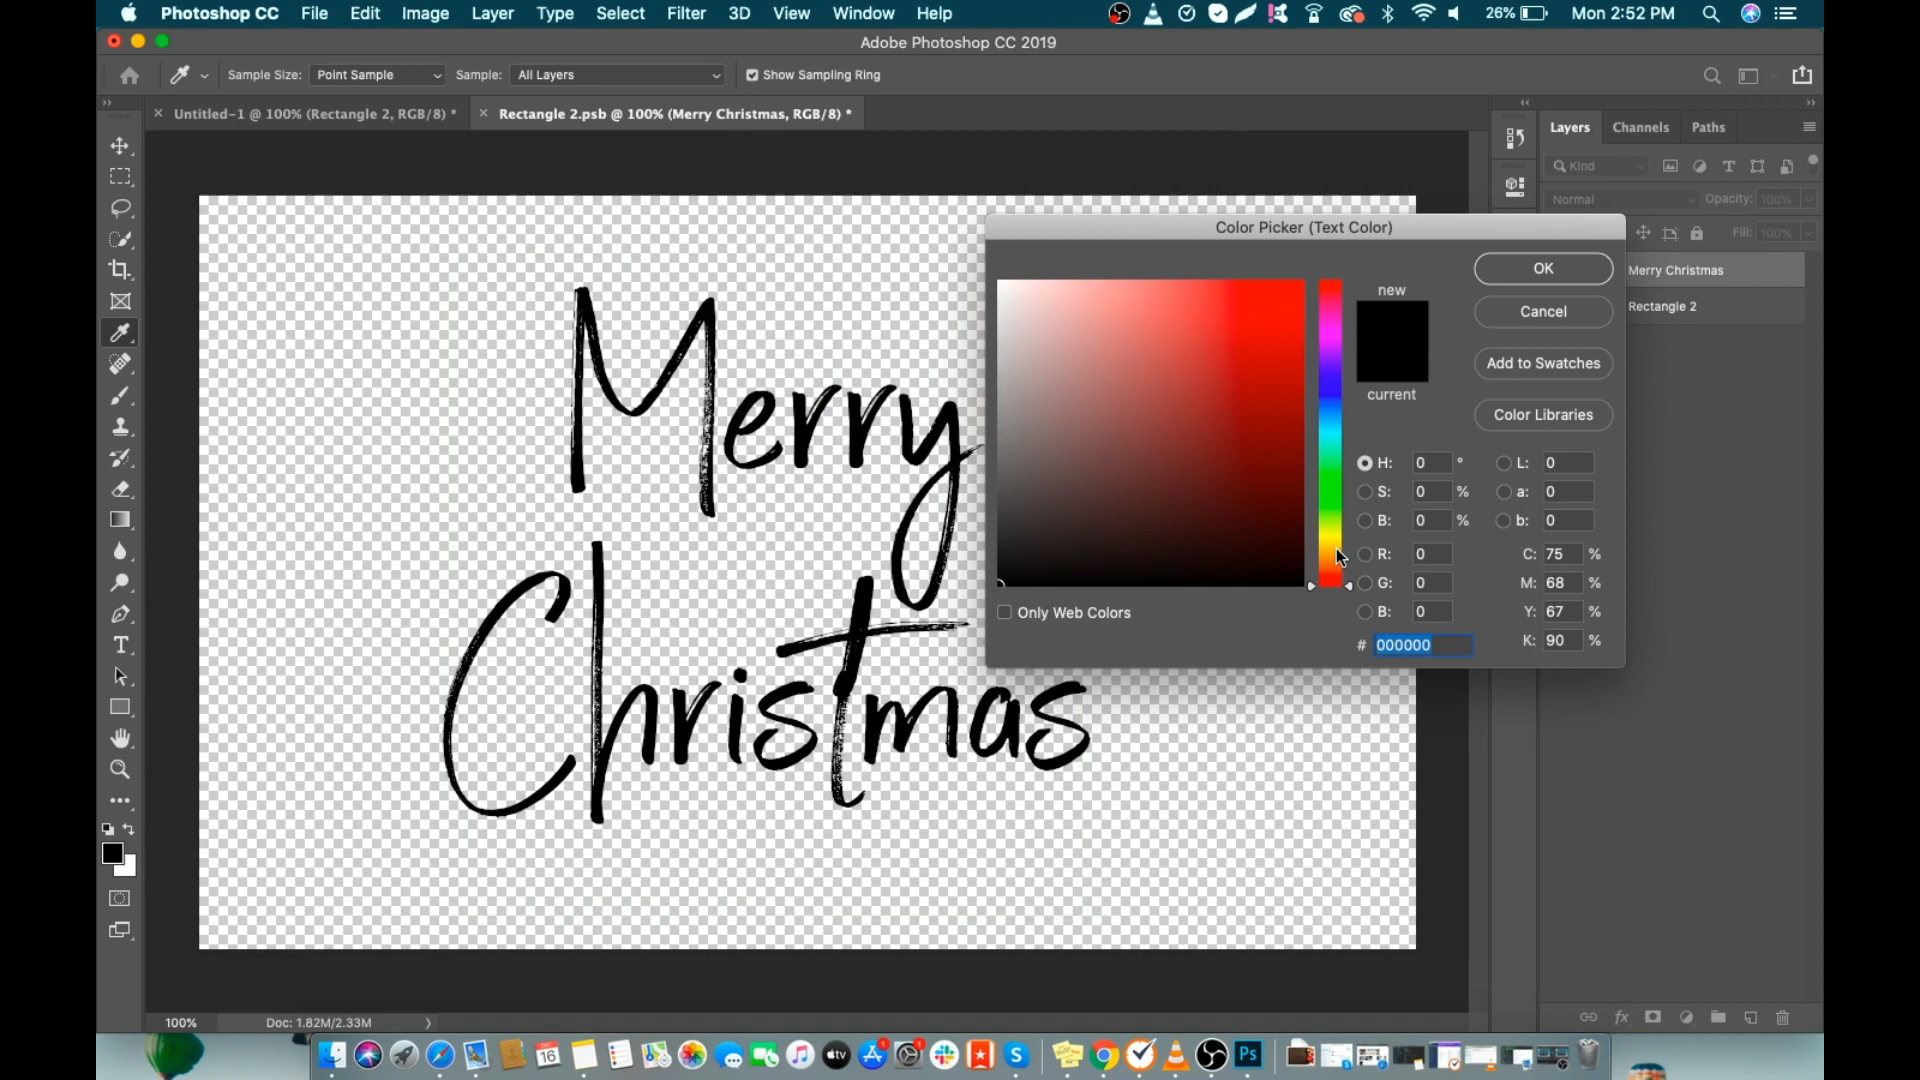 Photoshop CC File Edit Image Layer Type Select Filter 3D View Window Help 26% Mon 2:52 PM
Adobe Photoshop CC 2019
Sample Size: Point Sample Sample: All Layers Show Sampling Ring
Untitled-1 @ 100% (Rectangle 2, RGB/8) * Rectangle 2.psb @ 100% (Merry Christmas, RGB/8) *
Layers Channels Paths
Kind
Normal Opacity: 100%
Fill: 100%
Merry Christmas
Rectangle 2
Merry
Christmas
Color Picker (Text Color)
new
current
OK
Cancel
Add to Swatches
Color Libraries
H: 0 ° L: 0
S: 0 % a: 0
B: 0 % b: 0
R: 0 C: 75 %
G: 0 M: 68 %
B: 0 Y: 67 %
# 000000 K: 90 %
Only Web Colors
100% Doc: 1.82M/2.33M
16
tv
1
1
S
Ps